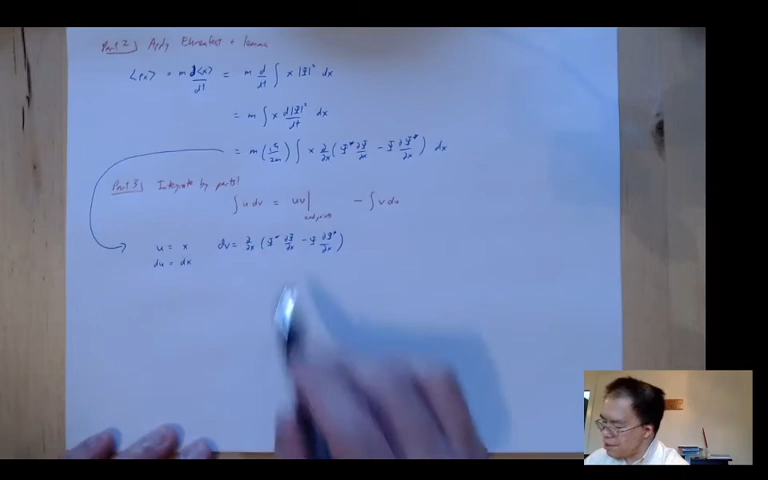 Part 2) Apply Ehrenfest + lemma
⟨px⟩ = m d⟨x⟩/dt = m d/dt ∫ x |Ψ|² dx
= m ∫ x d|Ψ|²/dt dx
= m (iℏ/2m) ∫ x ∂/∂x (Ψ* ∂Ψ/∂x - Ψ ∂Ψ*/∂x) dx
Part 3) Integrate by parts!
∫ u dv = uv| endpoints - ∫ v du
u = x dv = ∂/∂x (Ψ* ∂Ψ/∂x - Ψ ∂Ψ*/∂x)
du = dx